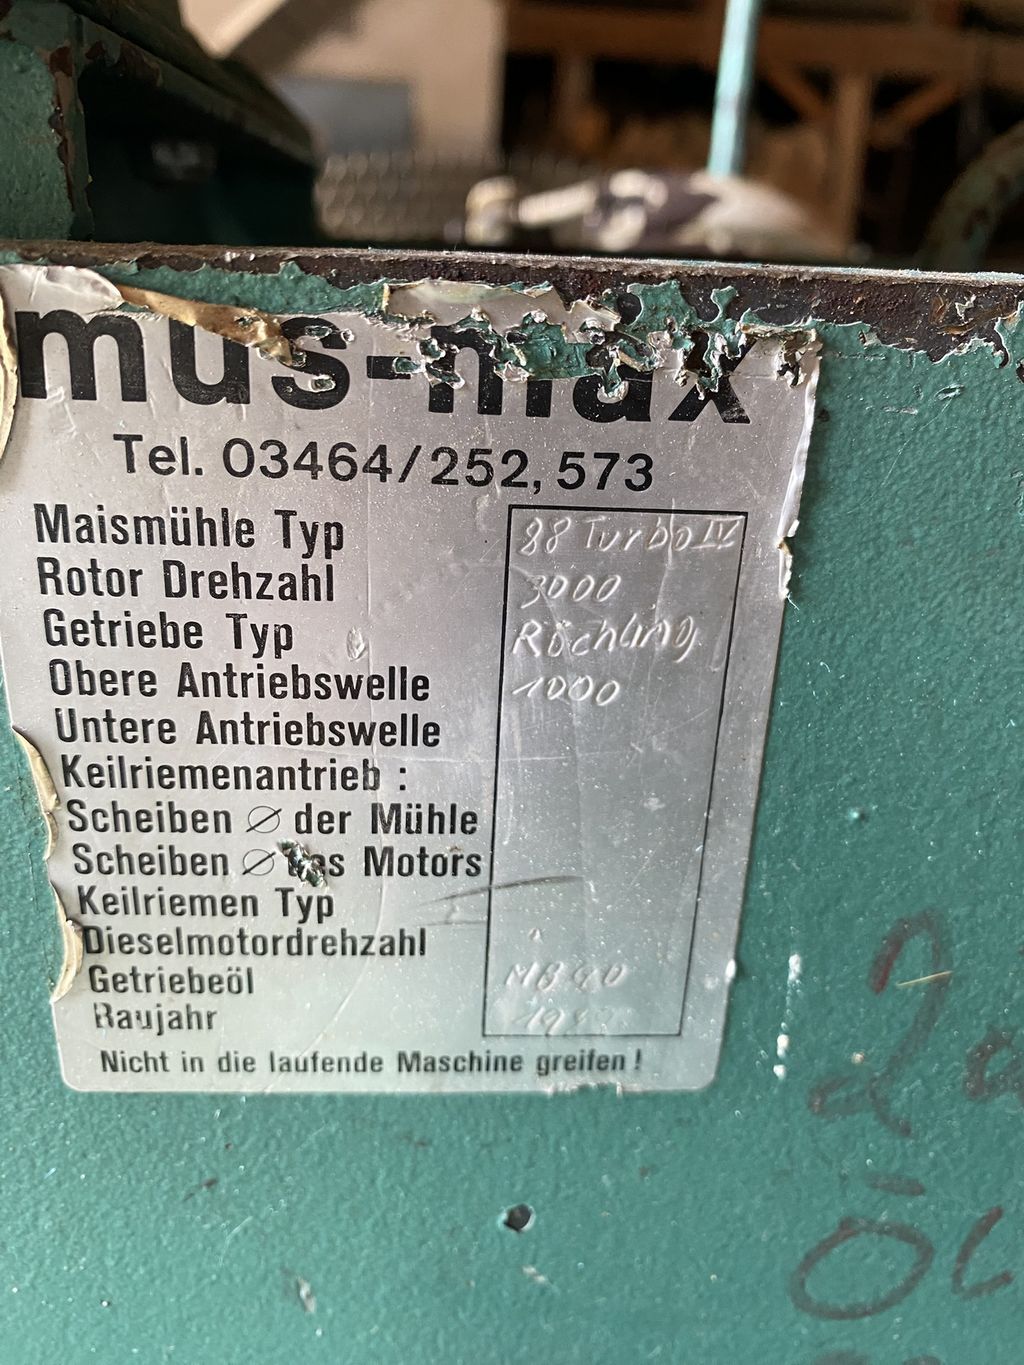 mus-max
Tel. 03464/252, 573
Maismühle Typ 88 Turbo IV
Rotor Drehzahl 3000
Getriebe Typ Röchling
Obere Antriebswelle 1000
Untere Antriebswelle
Keilriemenantrieb :
Scheiben ∅ der Mühle
Scheiben ∅ des Motors
Keilriemen Typ
Dieselmotordrehzahl
Getriebeöl
Baujahr
Nicht in die laufende Maschine greifen !
2
Öl